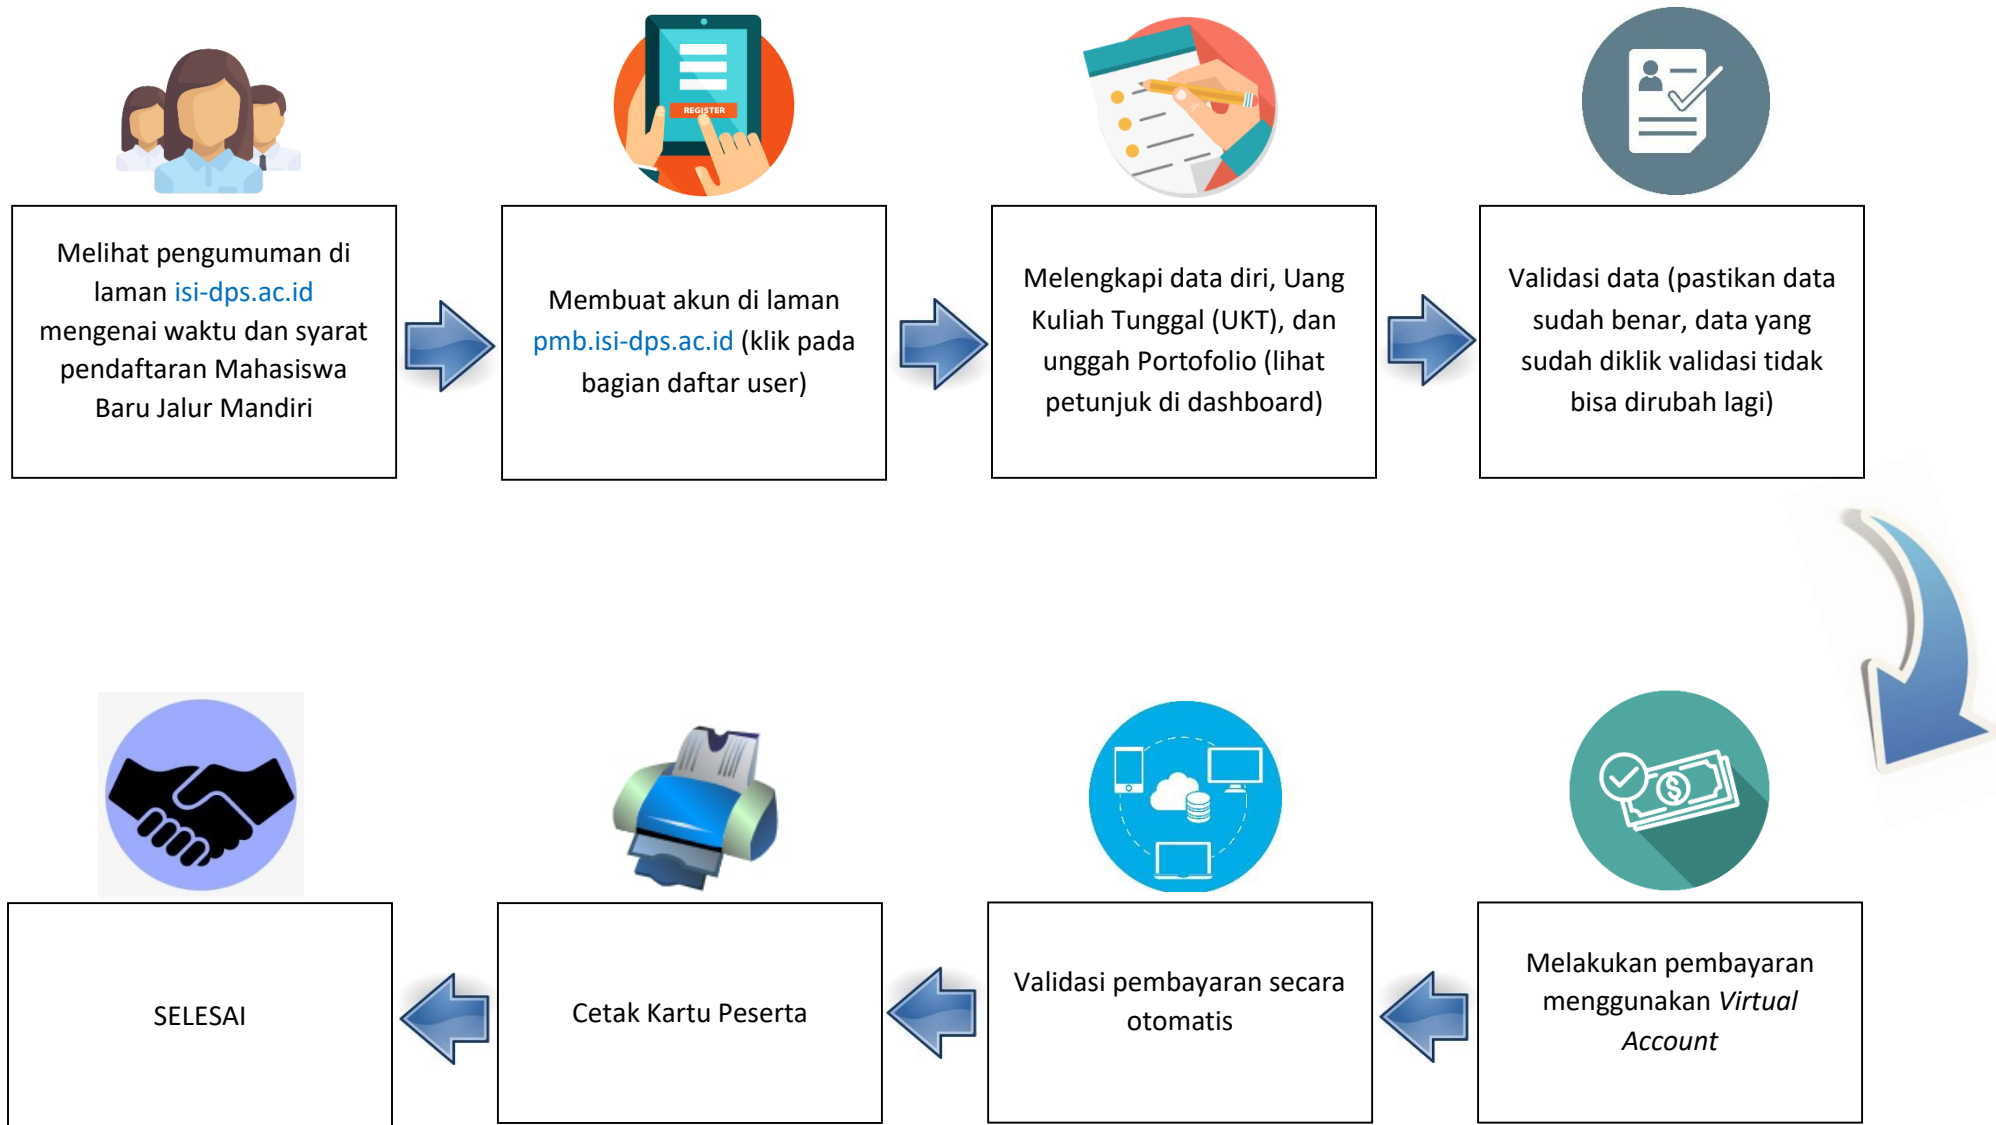 REGISTER
Melihat pengumuman di
laman isi-dps.ac.id
mengenai waktu dan syarat
pendaftaran Mahasiswa
Baru Jalur Mandiri
Membuat akun di laman
pmb.isi-dps.ac.id (klik pada
bagian daftar user)
Melengkapi data diri, Uang
Kuliah Tunggal (UKT), dan
unggah Portofolio (lihat
petunjuk di dashboard)
Validasi data (pastikan data
sudah benar, data yang
sudah diklik validasi tidak
bisa dirubah lagi)
Melakukan pembayaran
menggunakan Virtual
Account
Validasi pembayaran secara
otomatis
Cetak Kartu Peserta
SELESAI